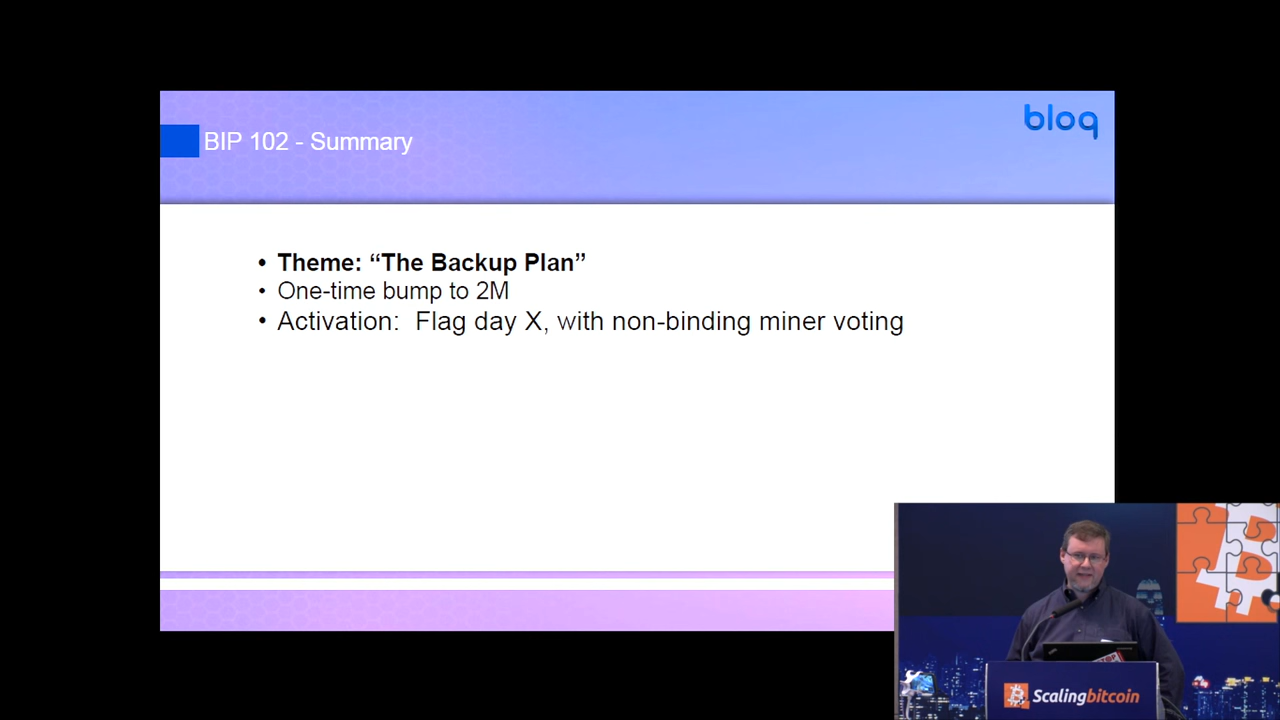 bloq
BIP 102 - Summary
• Theme: “The Backup Plan”
• One-time bump to 2M
• Activation: Flag day X, with non-binding miner voting
Scalingbitcoin